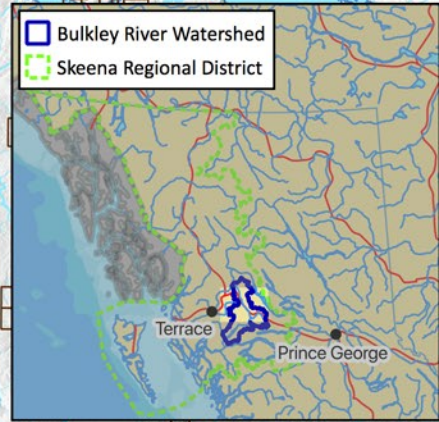 Bulkley River Watershed
Skeena Regional District
Terrace
Prince George